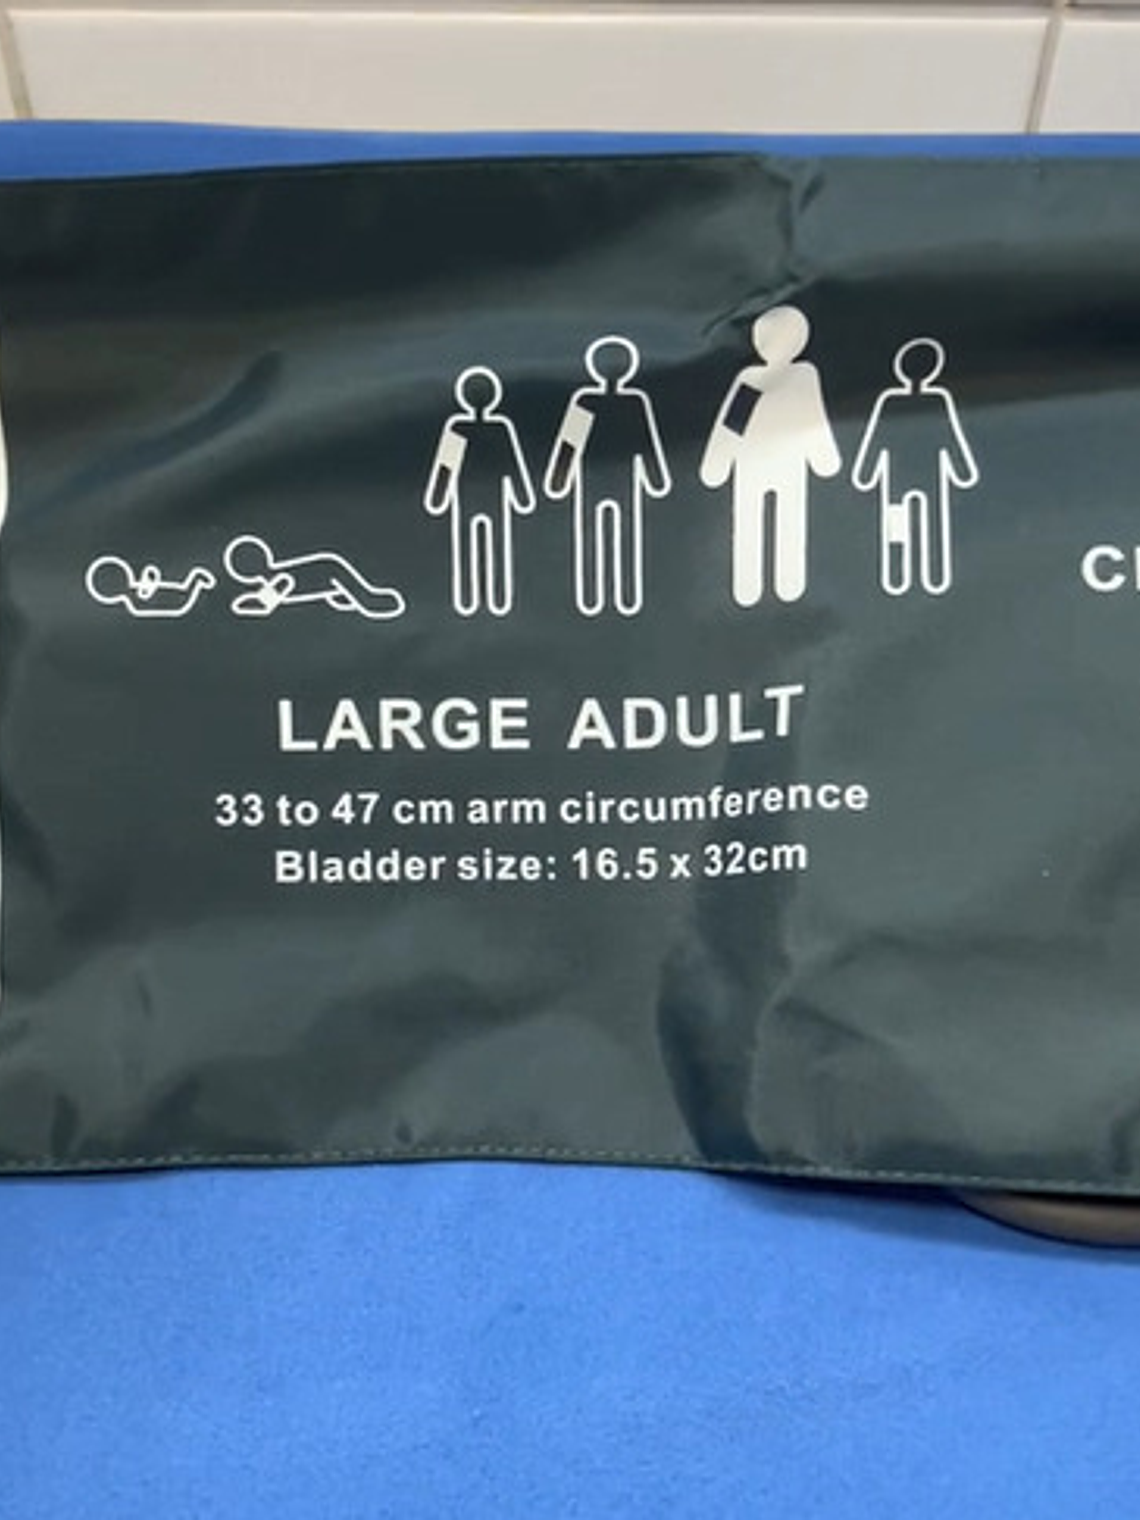 LARGE ADULT
33 to 47 cm arm circumference
Bladder size: 16.5 x 32cm